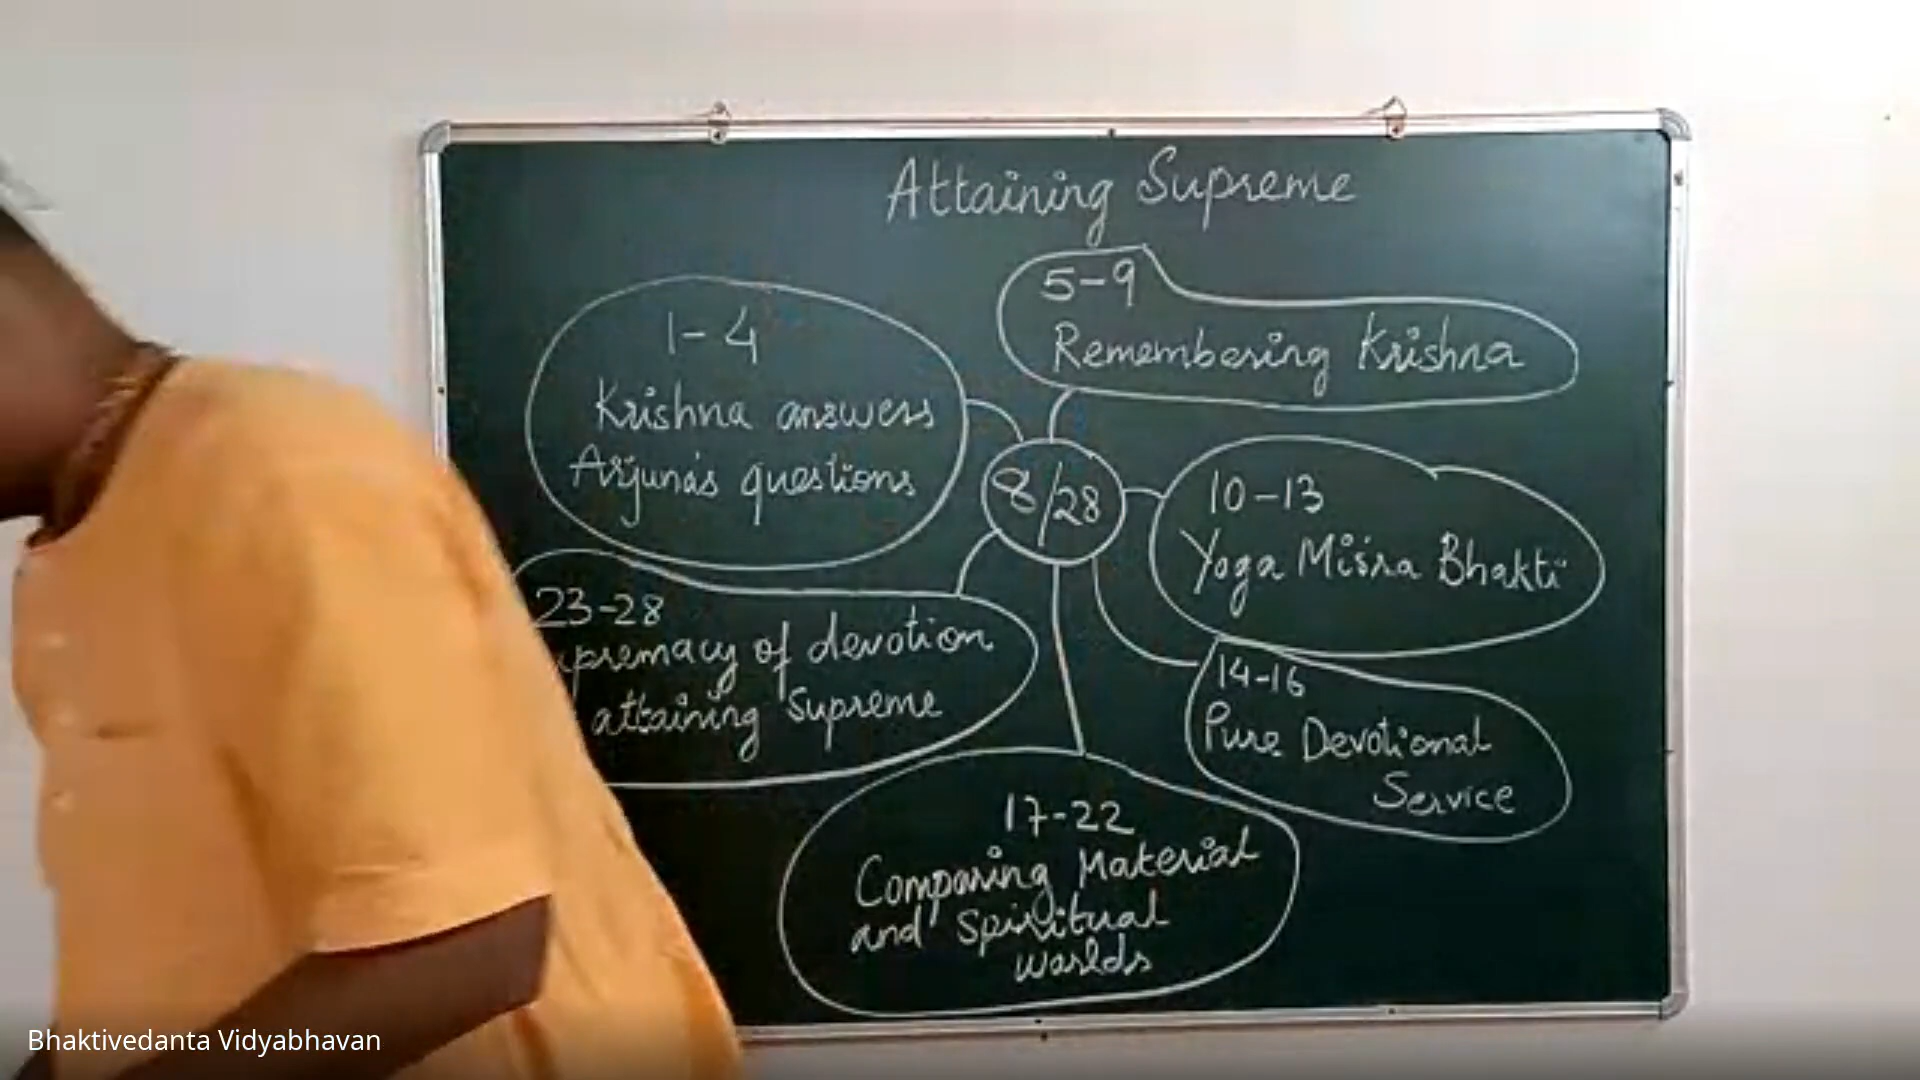 Attaining Supreme
1-4
Krishna answers
Arjuna's questions
5-9
Remembering Krishna
8/28
10-13
Yoga Miśra Bhakti
14-16
Pure Devotional
Service
17-22
Comparing Material
and Spiritual
worlds
23-28
upremacy of devotion
attaining Supreme
Bhaktivedanta Vidyabhavan